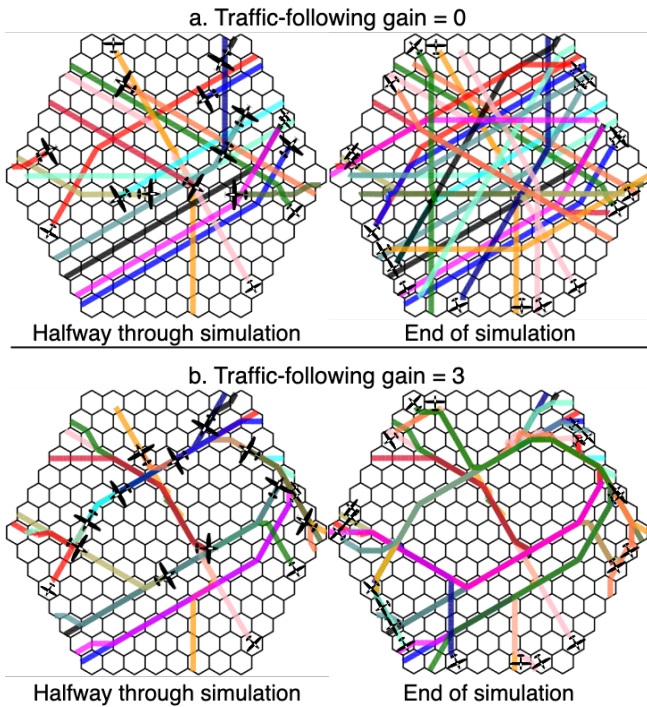 a. Traffic-following gain = 0
Halfway through simulation
End of simulation
b. Traffic-following gain = 3
Halfway through simulation
End of simulation